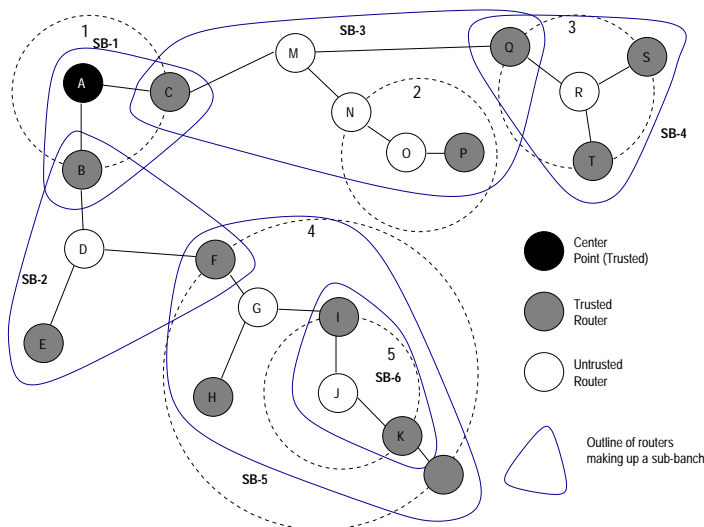 1
SB-1
SB-3
3
A
C
M
Q
S
R
2
N
SB-4
O
P
T
B
4
D
F
SB-2
G
I
E
5
SB-6
J
H
K
SB-5
Center
Point (Trusted)
Trusted
Router
Untrusted
Router
Outline of routers
making up a sub-banch